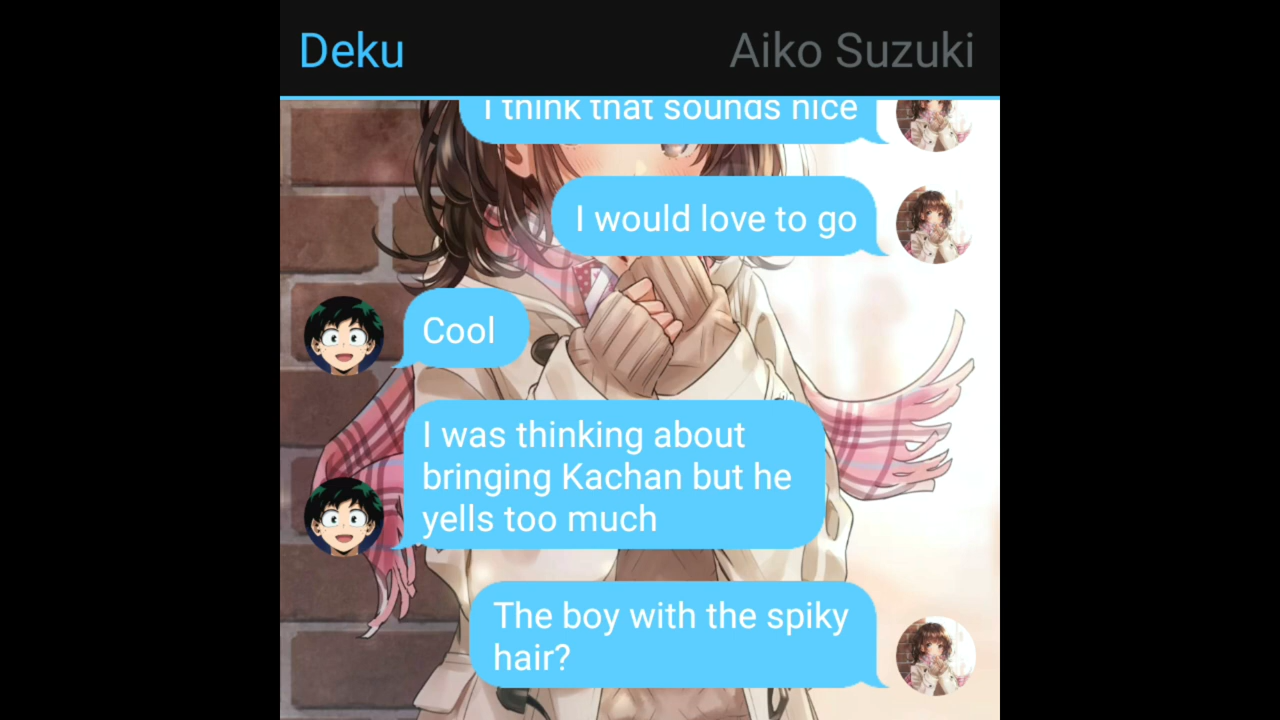 Deku
Aiko Suzuki
I think that sounds nice
I would love to go
Cool
I was thinking about
bringing Kachan but he
yells too much
The boy with the spiky
hair?